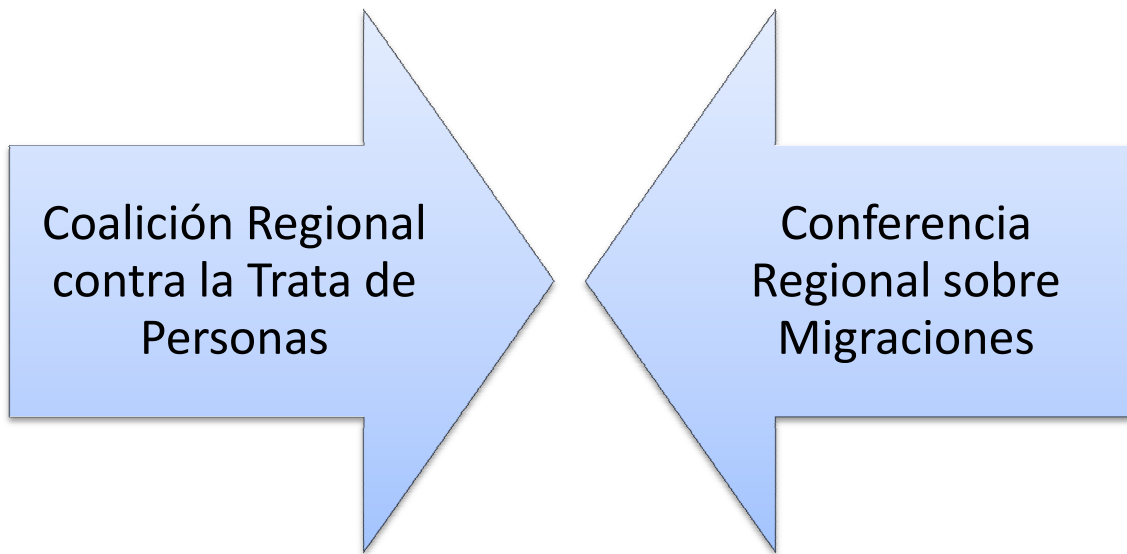 Coalición Regional
contra la Trata de
Personas
Conferencia
Regional sobre
Migraciones